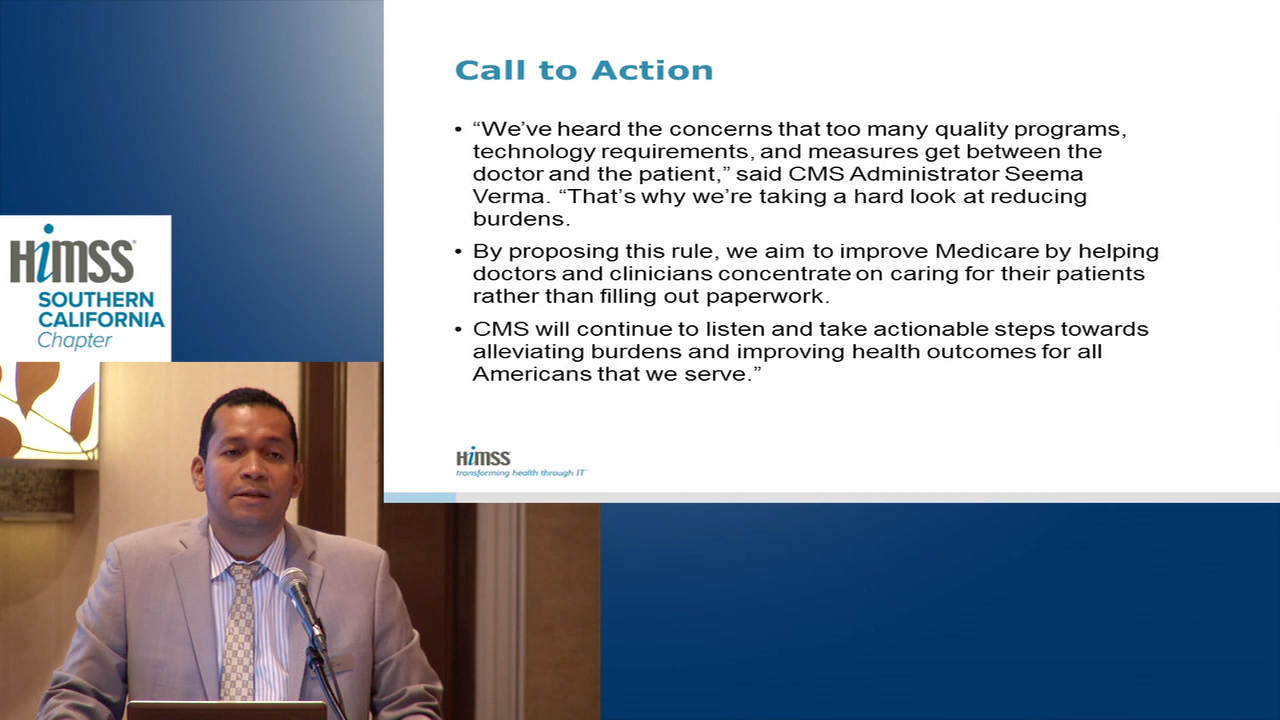 Call to Action
• “We’ve heard the concerns that too many quality programs,
technology requirements, and measures get between the
doctor and the patient,” said CMS Administrator Seema
Verma. “That’s why we’re taking a hard look at reducing
burdens.
• By proposing this rule, we aim to improve Medicare by helping
doctors and clinicians concentrate on caring for their patients
rather than filling out paperwork.
• CMS will continue to listen and take actionable steps towards
alleviating burdens and improving health outcomes for all
Americans that we serve.”
HiMSS
transforming health through IT™
HiMSS®
SOUTHERN
CALIFORNIA
Chapter